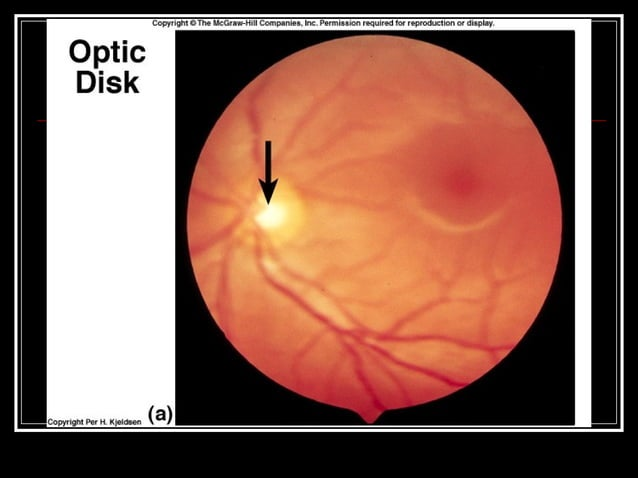 Copyright © The McGraw-Hill Companies, Inc. Permission required for reproduction or display.
Optic
Disk
(a)
Copyright Per H. Kjeldsen